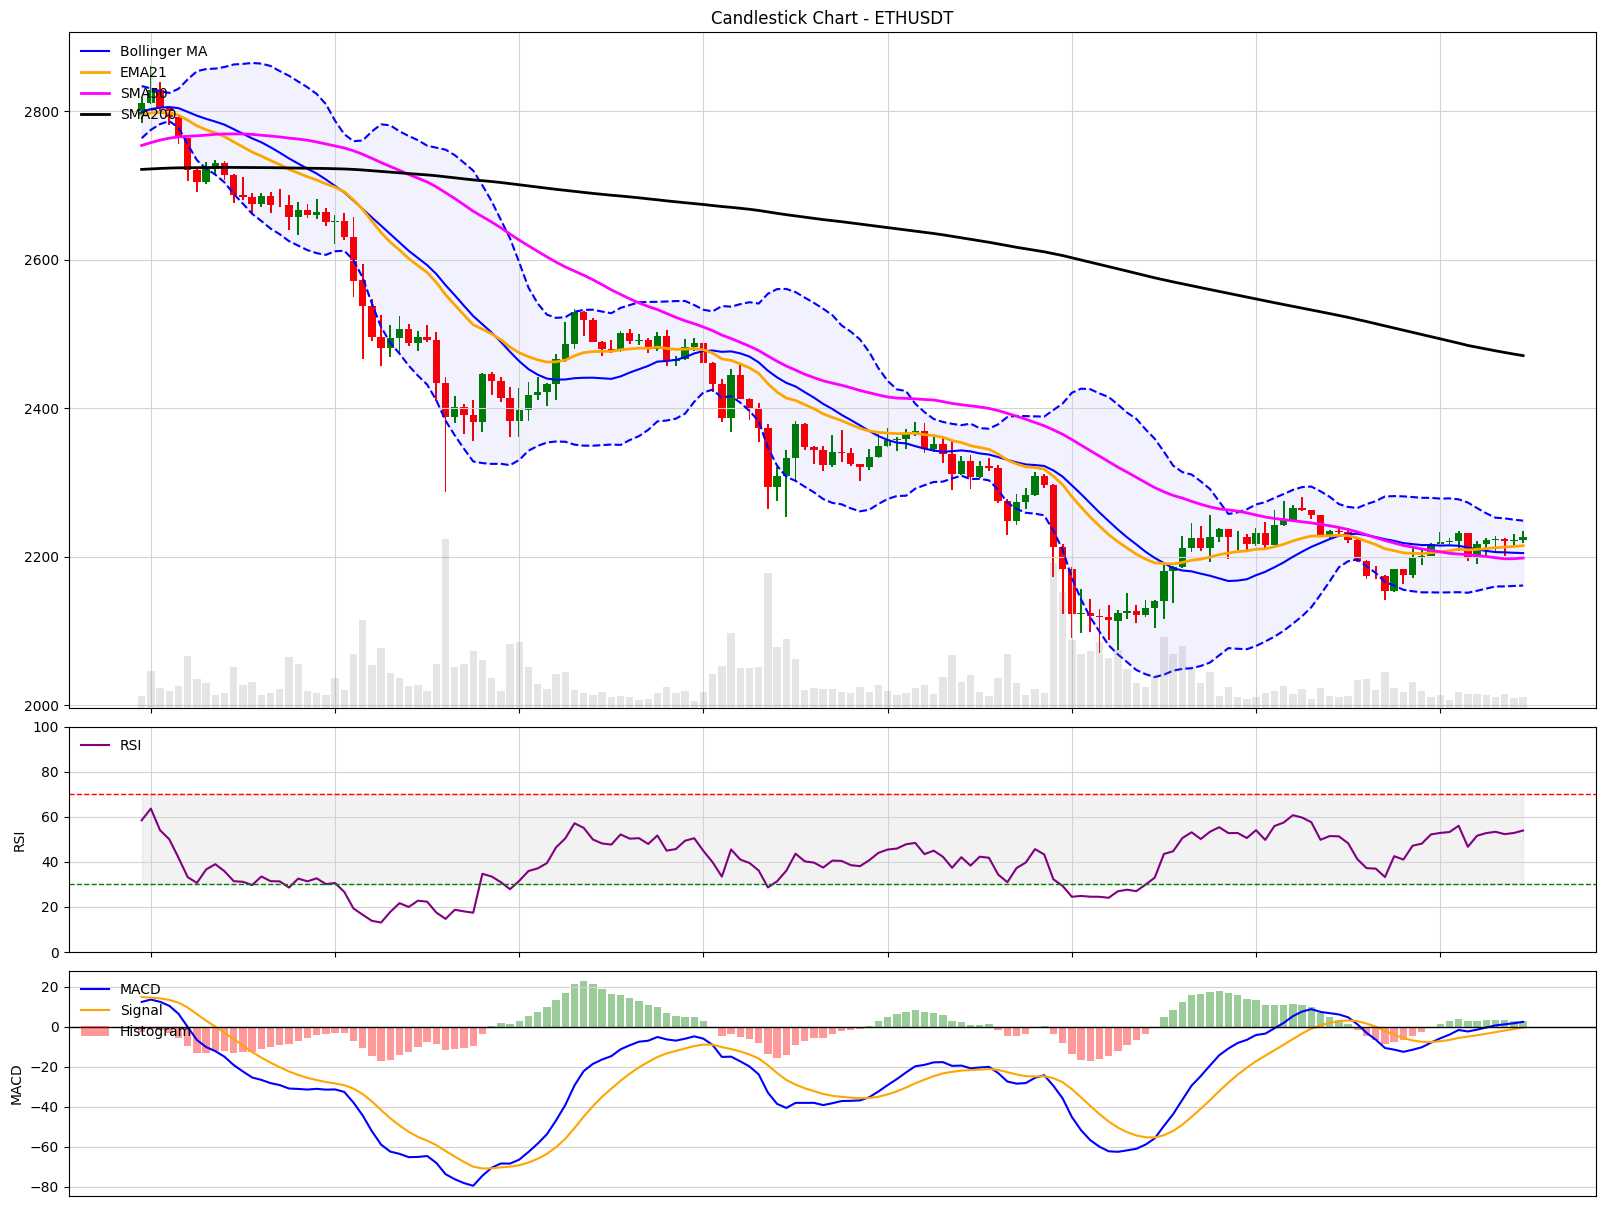 Candlestick Chart - ETHUSDT
Bollinger MA
EMA21
SMA50
SMA200
2800
2600
2400
2200
2000
100
80
60
40
20
0
RSI
RSI
20
0
−20
−40
−60
−80
MACD
MACD
Signal
Histogram